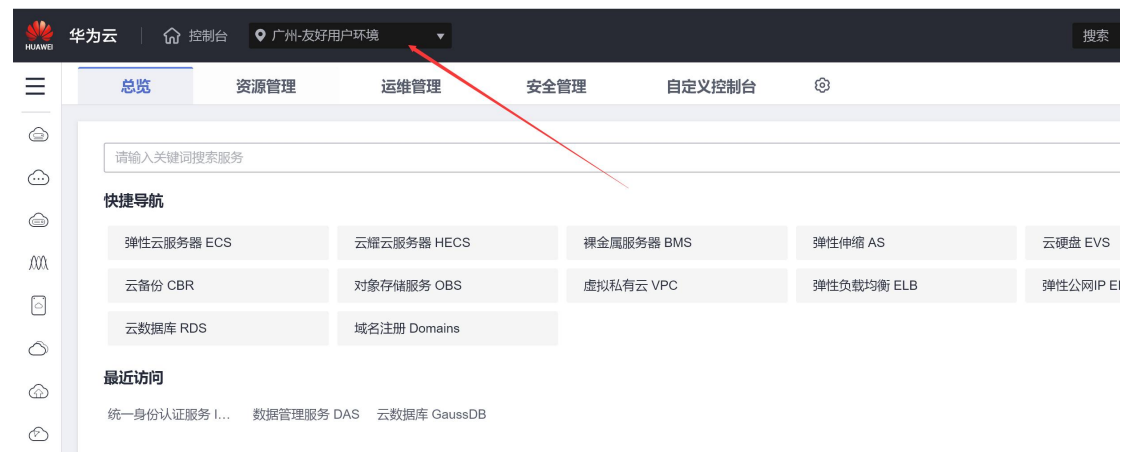 HUAWEI 华为云 控制台 广州-友好用户环境 搜索
总览 资源管理 运维管理 安全管理 自定义控制台
请输入关键词搜索服务
快捷导航
弹性云服务器 ECS 云耀云服务器 HECS 裸金属服务器 BMS 弹性伸缩 AS 云硬盘 EVS
云备份 CBR 对象存储服务 OBS 虚拟私有云 VPC 弹性负载均衡 ELB 弹性公网IP
云数据库 RDS 域名注册 Domains
最近访问
统一身份认证服务 I... 数据管理服务 DAS 云数据库 GaussDB